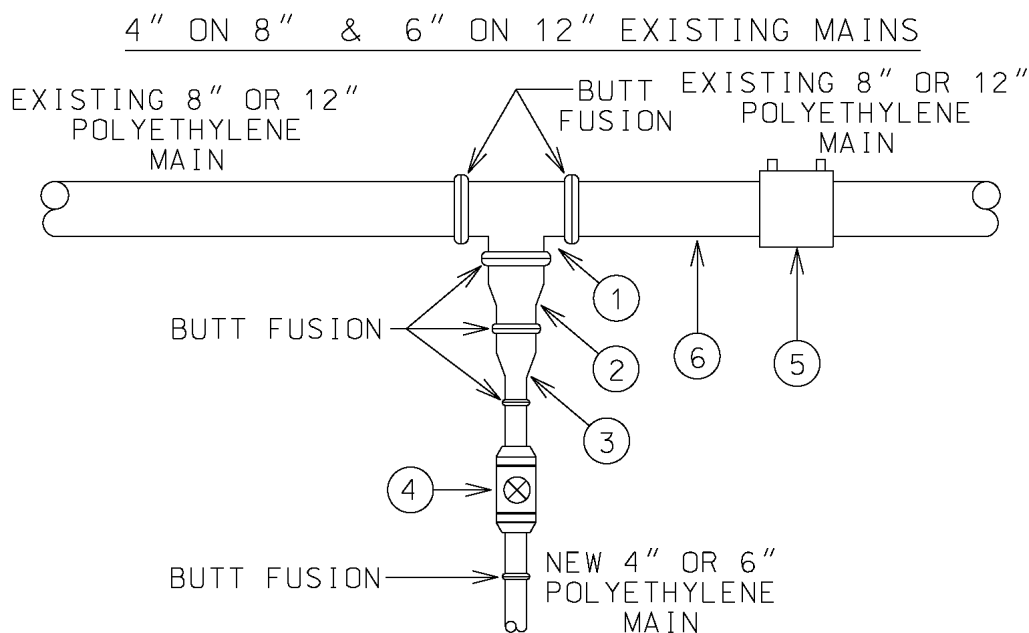 4" ON 8" & 6" ON 12" EXISTING MAINS
EXISTING 8" OR 12"
POLYETHYLENE
MAIN
BUTT
FUSION
EXISTING 8" OR 12"
POLYETHYLENE
MAIN
1
BUTT FUSION
2
6
5
3
4
BUTT FUSION
NEW 4" OR 6"
POLYETHYLENE
MAIN